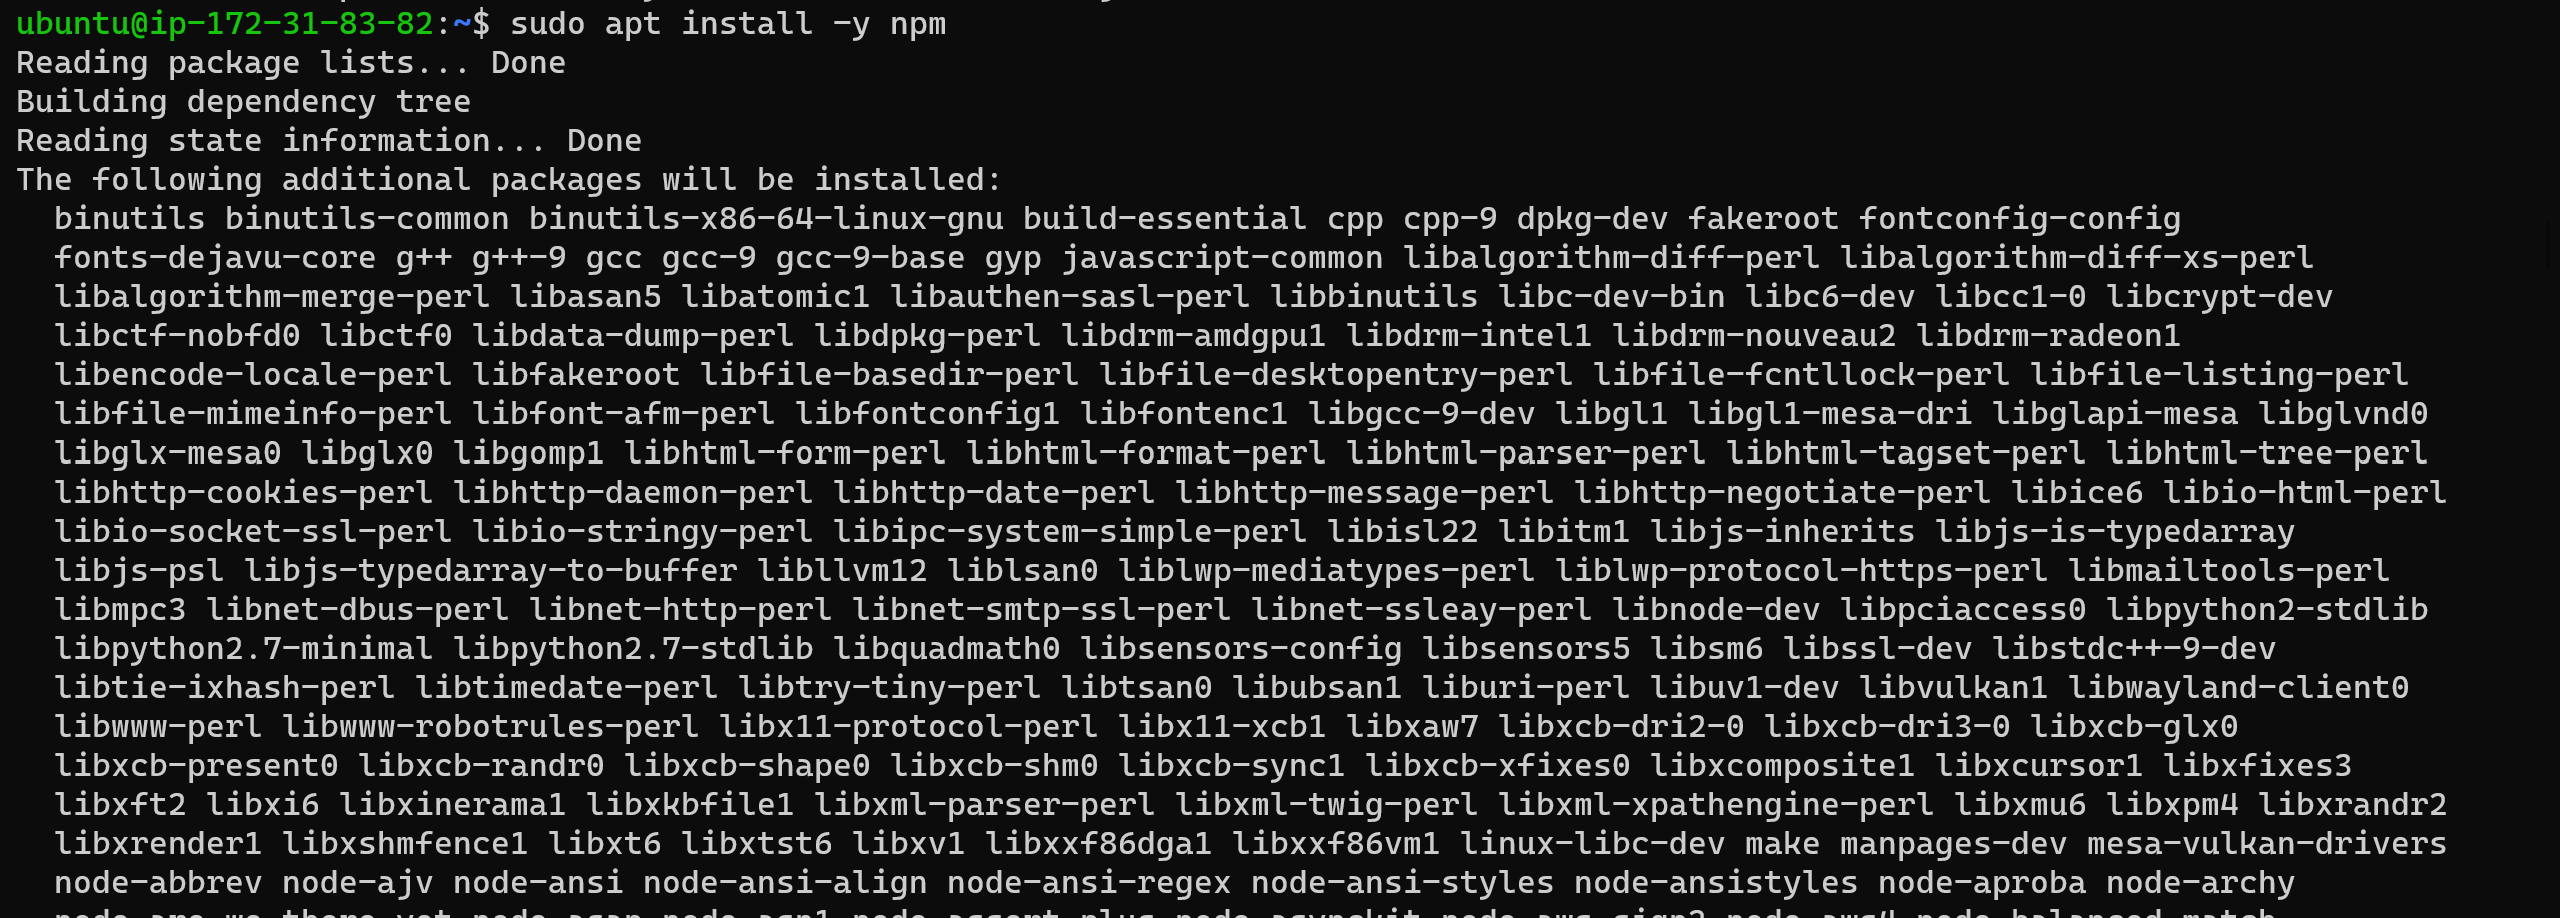 ubuntu@ip-172-31-83-82:~$ sudo apt install -y npm
Reading package lists... Done
Building dependency tree
Reading state information... Done
The following additional packages will be installed:
binutils binutils-common binutils-x86-64-linux-gnu build-essential cpp cpp-9 dpkg-dev fakeroot fontconfig-config
fonts-dejavu-core g++ g++-9 gcc gcc-9 gcc-9-base gyp javascript-common libalgorithm-diff-perl libalgorithm-diff-xs-perl
libalgorithm-merge-perl libasan5 libatomic1 libauthen-sasl-perl libbinutils libc-dev-bin libc6-dev libcc1-0 libcrypt-dev
libctf-nobfd0 libctf0 libdata-dump-perl libdpkg-perl libdrm-amdgpu1 libdrm-intel1 libdrm-nouveau2 libdrm-radeon1
libencode-locale-perl libfakeroot libfile-basedir-perl libfile-desktopentry-perl libfile-fcntllock-perl libfile-listing-perl
libfile-mimeinfo-perl libfont-afm-perl libfontconfig1 libfontenc1 libgcc-9-dev libgl1 libgl1-mesa-dri libglapi-mesa libglvnd0
libglx-mesa0 libglx0 libgomp1 libhtml-form-perl libhtml-format-perl libhtml-parser-perl libhtml-tagset-perl libhtml-tree-perl
libhttp-cookies-perl libhttp-daemon-perl libhttp-date-perl libhttp-message-perl libhttp-negotiate-perl libice6 libio-html-perl
libio-socket-ssl-perl libio-stringy-perl libipc-system-simple-perl libisl22 libitm1 libjs-inherits libjs-is-typedarray
libjs-psl libjs-typedarray-to-buffer libllvm12 liblsan0 liblwp-mediatypes-perl liblwp-protocol-https-perl libmailtools-perl
libmpc3 libnet-dbus-perl libnet-http-perl libnet-smtp-ssl-perl libnet-ssleay-perl libnode-dev libpciaccess0 libpython2-stdlib
libpython2.7-minimal libpython2.7-stdlib libquadmath0 libsensors-config libsensors5 libsm6 libssl-dev libstdc++-9-dev
libtie-ixhash-perl libtimedate-perl libtry-tiny-perl libtsan0 libubsan1 liburi-perl libuv1-dev libvulkan1 libwayland-client0
libwww-perl libwww-robotrules-perl libx11-protocol-perl libx11-xcb1 libxaw7 libxcb-dri2-0 libxcb-dri3-0 libxcb-glx0
libxcb-present0 libxcb-randr0 libxcb-shape0 libxcb-shm0 libxcb-sync1 libxcb-xfixes0 libxcomposite1 libxcursor1 libxfixes3
libxft2 libxi6 libxinerama1 libxkbfile1 libxml-parser-perl libxml-twig-perl libxml-xpathengine-perl libxmu6 libxpm4 libxrandr2
libxrender1 libxshmfence1 libxt6 libxtst6 libxv1 libxxf86dga1 libxxf86vm1 linux-libc-dev make manpages-dev mesa-vulkan-drivers
node-abbrev node-ajv node-ansi node-ansi-align node-ansi-regex node-ansi-styles node-ansistyles node-aproba node-archy